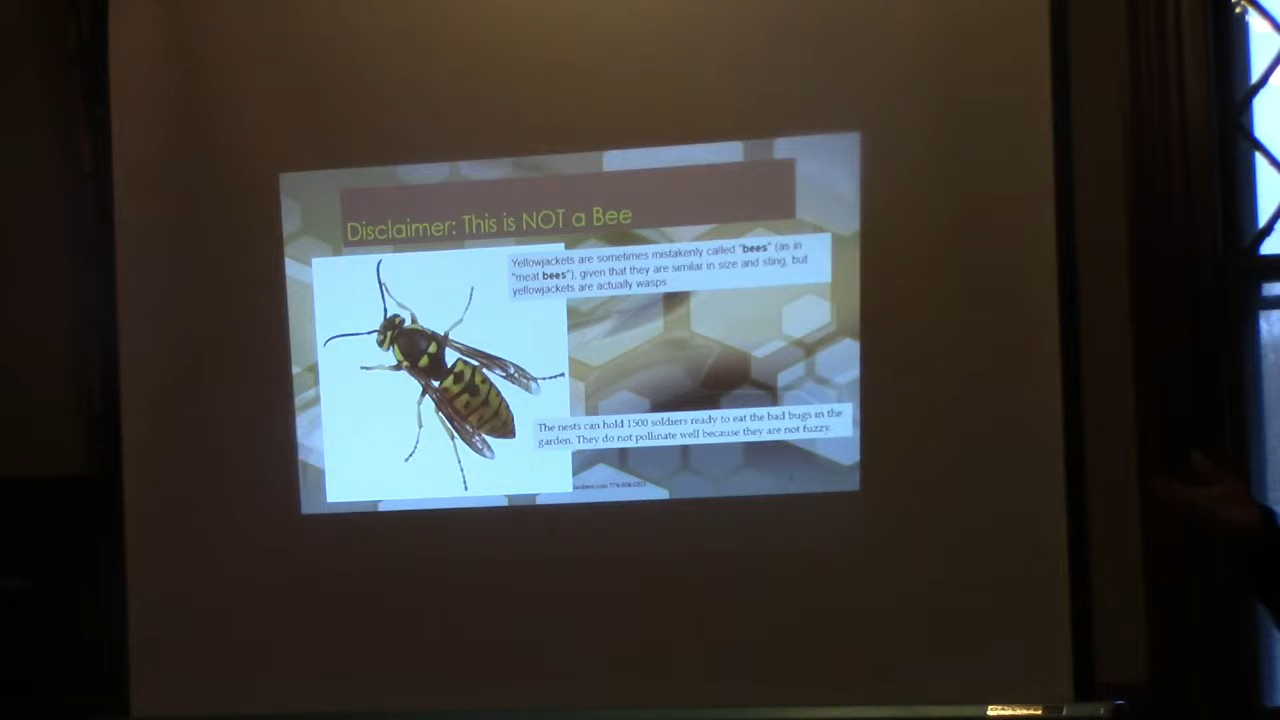 Disclaimer: This is NOT a Bee
Yellowjackets are sometimes mistakenly called "bees" (as in
"meat bees"), given that they are similar in size and sting, but
yellowjackets are actually wasps
The nests can hold 1500 soldiers ready to eat the bad bugs in the
garden. They do not pollinate well because they are not fuzzy.